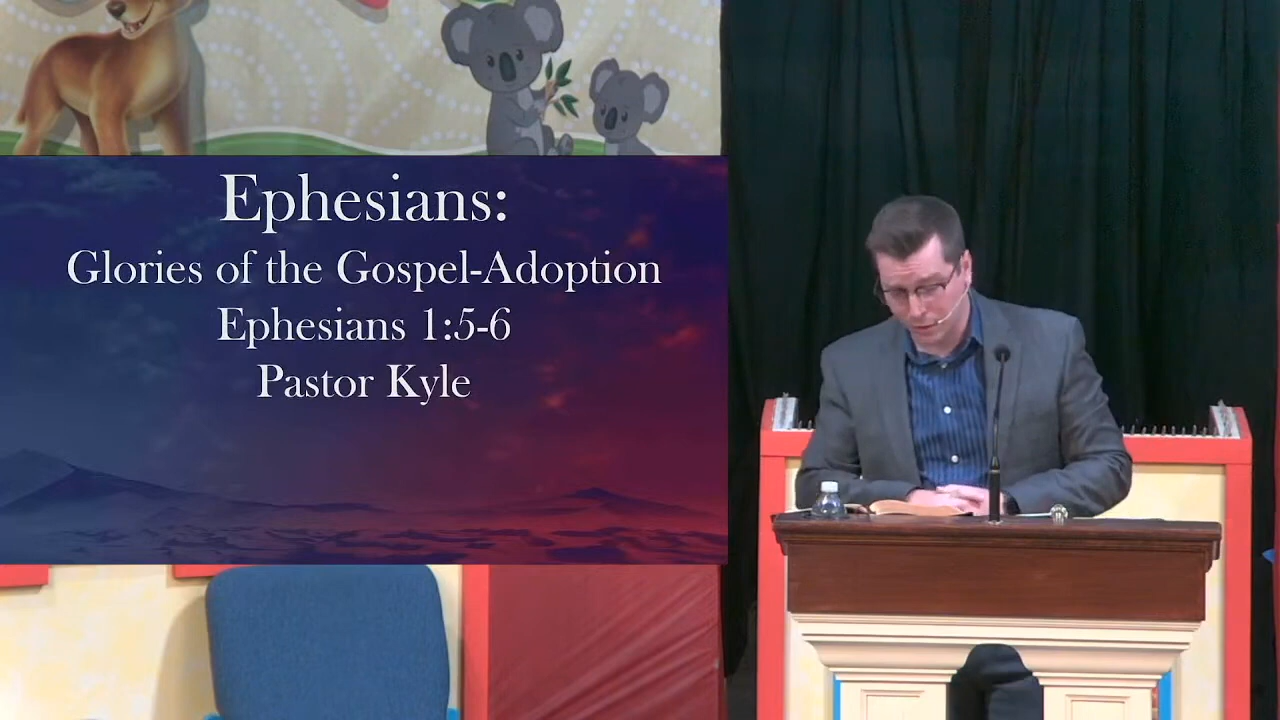 Ephesians:
Glories of the Gospel-Adoption
Ephesians 1:5-6
Pastor Kyle